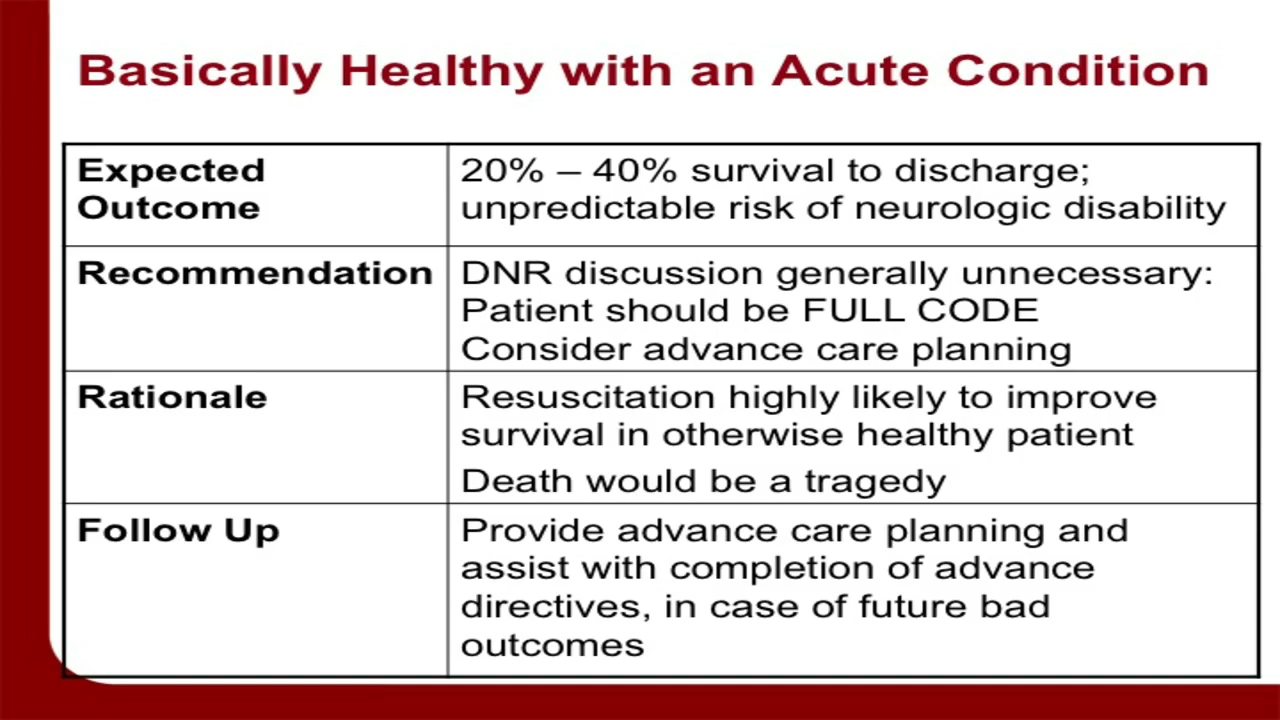 Basically Healthy with an Acute Condition
Expected
Outcome
20% – 40% survival to discharge;
unpredictable risk of neurologic disability
Recommendation
DNR discussion generally unnecessary:
Patient should be FULL CODE
Consider advance care planning
Rationale
Resuscitation highly likely to improve
survival in otherwise healthy patient
Death would be a tragedy
Follow Up
Provide advance care planning and
assist with completion of advance
directives, in case of future bad
outcomes